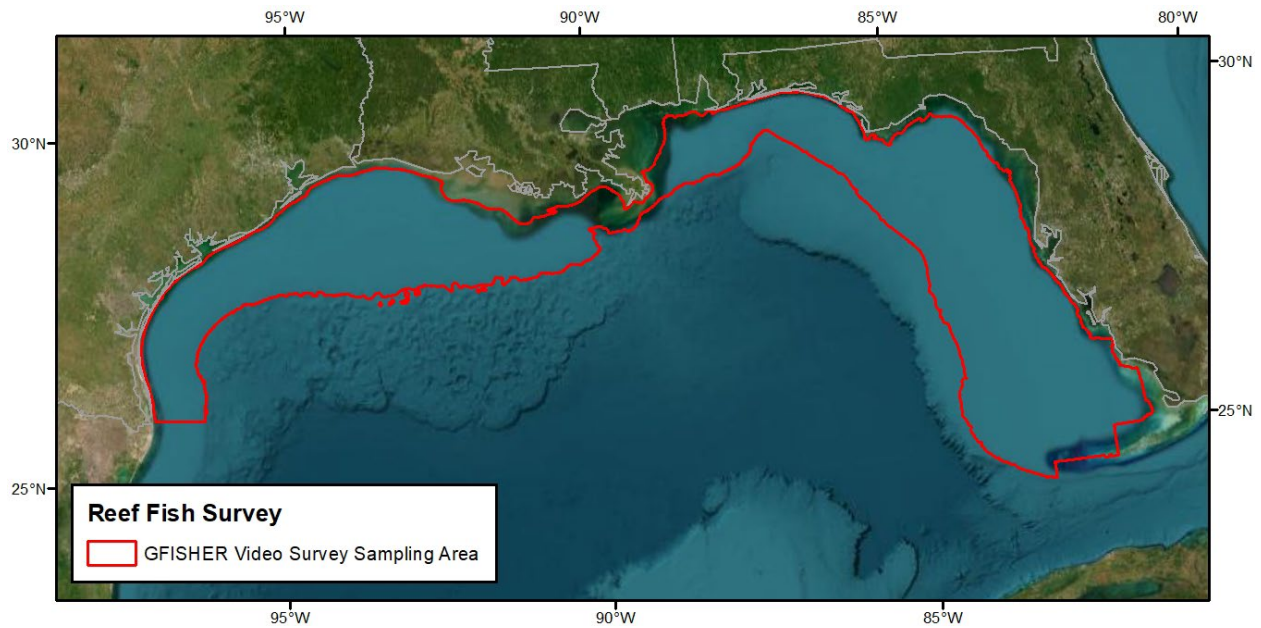 95°W 90°W 85°W 80°W
30°N
30°N
25°N
25°N
Reef Fish Survey
GFISHER Video Survey Sampling Area
95°W 90°W 85°W